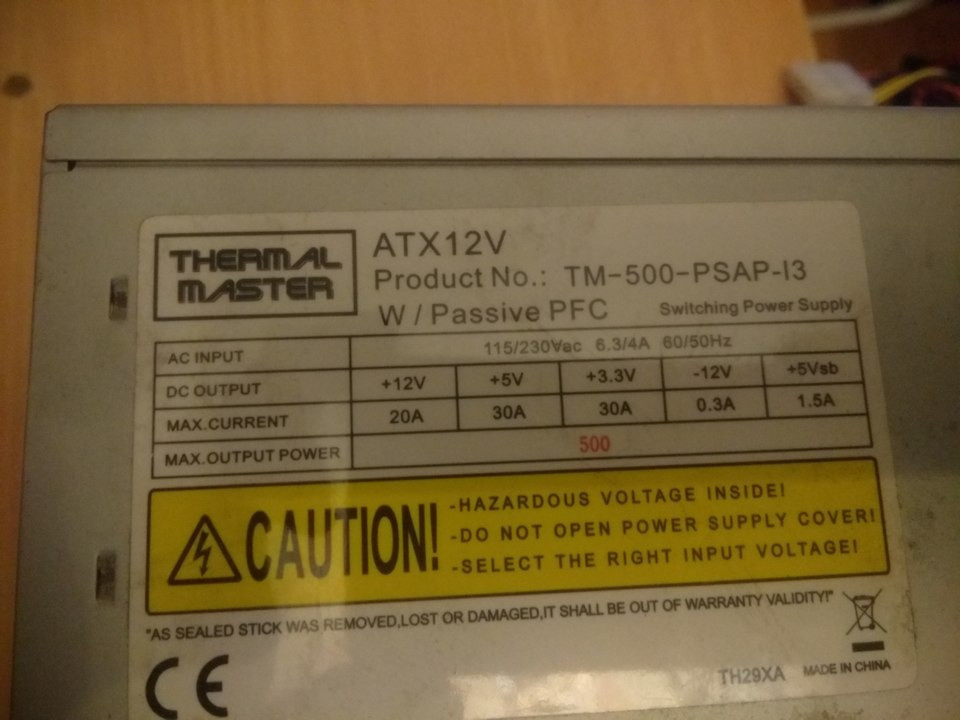 THERMAL
MASTER
ATX12V
Product No.: TM-500-PSAP-I3
W / Passive PFC
Switching Power Supply
AC INPUT 115/230Vac 6.3/4A 60/50Hz
DC OUTPUT +12V +5V +3.3V -12V +5Vsb
MAX.CURRENT 20A 30A 30A 0.3A 1.5A
MAX.OUTPUT POWER 500
CAUTION!
-HAZARDOUS VOLTAGE INSIDE!
-DO NOT OPEN POWER SUPPLY COVER!
-SELECT THE RIGHT INPUT VOLTAGE!
"AS SEALED STICK WAS REMOVED,LOST OR DAMAGED,IT SHALL BE OUT OF WARRANTY VALIDITY!"
CE
TH29XA MADE IN CHINA